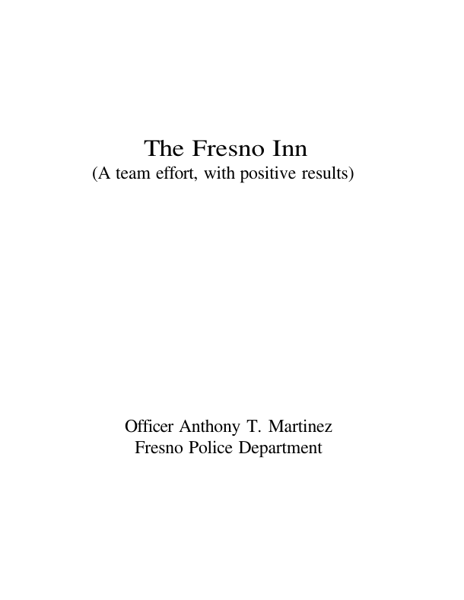 The Fresno Inn
(A team effort, with positive results)
Officer Anthony T. Martinez
Fresno Police Department